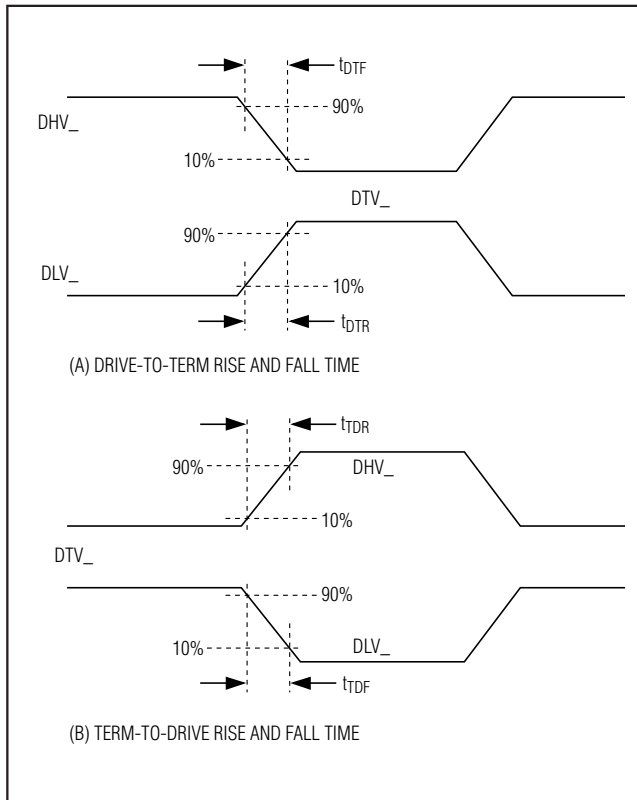 tDTF
90%
DHV_
10%
DTV_
90%
DLV_
10%
tDTR
(A) DRIVE-TO-TERM RISE AND FALL TIME
tTDR
90%
DHV_
10%
DTV_
90%
10%
DLV_
tTDF
(B) TERM-TO-DRIVE RISE AND FALL TIME